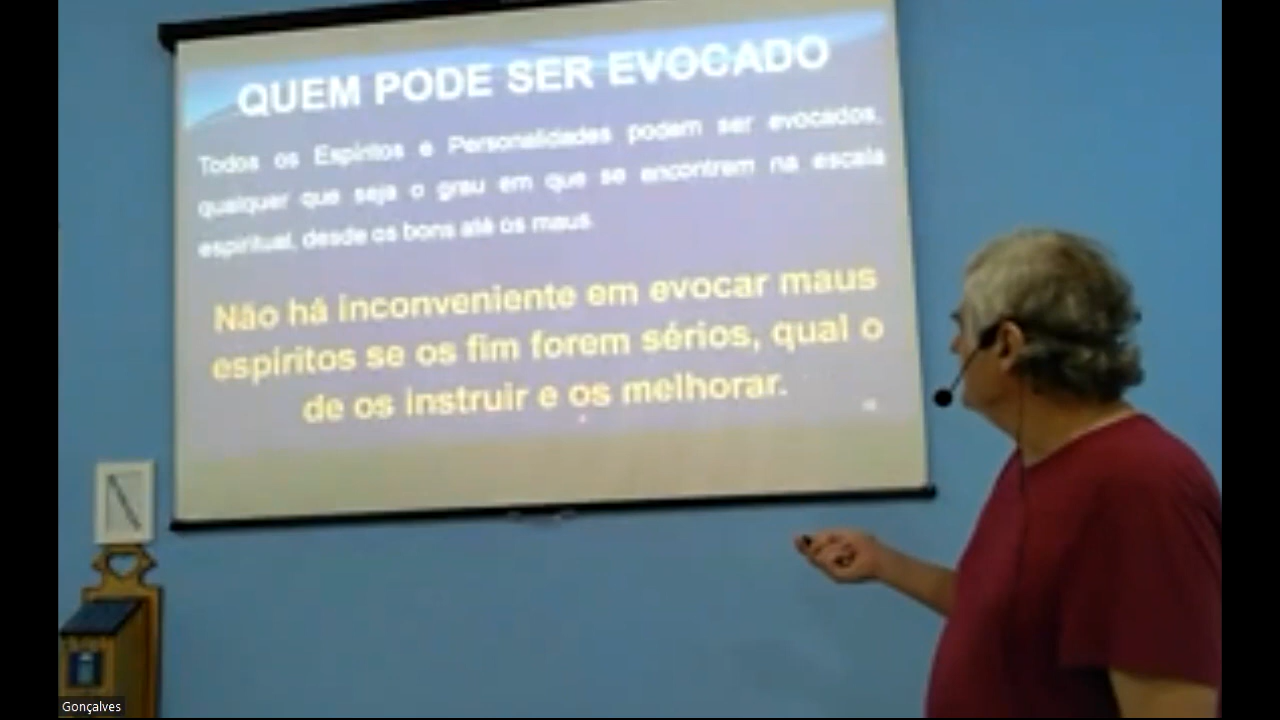 QUEM PODE SER EVOCADO
Todos os Espíritos e Personalidades podem ser evocados,
qualquer que seja o grau em que se encontrem na escala
espiritual, desde os bons até os maus.
Não há inconveniente em evocar maus
espíritos se os fim forem sérios, qual o
de os instruir e os melhorar.
Gonçalves